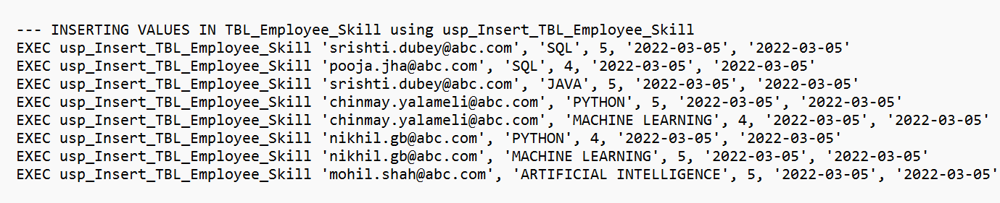 --- INSERTING VALUES IN TBL_Employee_Skill using usp_Insert_TBL_Employee_Skill
EXEC usp_Insert_TBL_Employee_Skill 'srishti.dubey@abc.com', 'SQL', 5, '2022-03-05', '2022-03-05'
EXEC usp_Insert_TBL_Employee_Skill 'pooja.jha@abc.com', 'SQL', 4, '2022-03-05', '2022-03-05'
EXEC usp_Insert_TBL_Employee_Skill 'srishti.dubey@abc.com', 'JAVA', 5, '2022-03-05', '2022-03-05'
EXEC usp_Insert_TBL_Employee_Skill 'chinmay.yalameli@abc.com', 'PYTHON', 5, '2022-03-05', '2022-03-05'
EXEC usp_Insert_TBL_Employee_Skill 'chinmay.yalameli@abc.com', 'MACHINE LEARNING', 4, '2022-03-05', '2022-03-05'
EXEC usp_Insert_TBL_Employee_Skill 'nikhil.gb@abc.com', 'PYTHON', 4, '2022-03-05', '2022-03-05'
EXEC usp_Insert_TBL_Employee_Skill 'nikhil.gb@abc.com', 'MACHINE LEARNING', 5, '2022-03-05', '2022-03-05'
EXEC usp_Insert_TBL_Employee_Skill 'mohil.shah@abc.com', 'ARTIFICIAL INTELLIGENCE', 5, '2022-03-05', '2022-03-05'